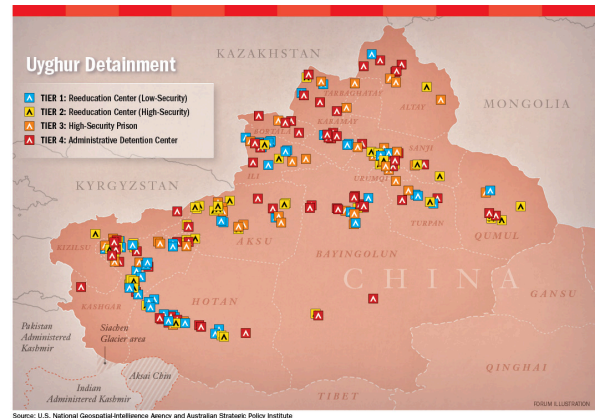 KAZAKHSTAN
Uyghur Detainment
TIER 1: Reeducation Center (Low-Security)
TIER 2: Reeducation Center (High-Security)
TIER 3: High-Security Prison
TIER 4: Administrative Detention Center
TARBAGHATAY
ALTAY
MONGOLIA
KARAMAY
BORTALA
SANJI
ILI
URUMQI
KYRGYZSTAN
TURPAN
QUMUL
AKSU
KIZILSU
BAYINGOLUN
CHINA
GANSU
KASHGAR
HOTAN
Pakistan
Administered
Kashmir
Siachen
Glacier area
Aksai Chin
Indian
Administered Kashmir
QINGHAI
TIBET
FORUM ILLUSTRATION
Source: U.S. National Geospatial-Intelligence Agency and Australian Strategic Policy Institute